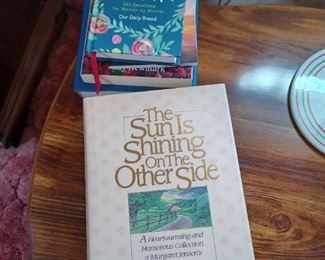 365 Devotions
for Women by Women
Our Daily Bread
Newmark
The
Sun Is
Shining
On The
Other Side
A Heartwarming and
Humorous Collection
of Margaret Jensen's